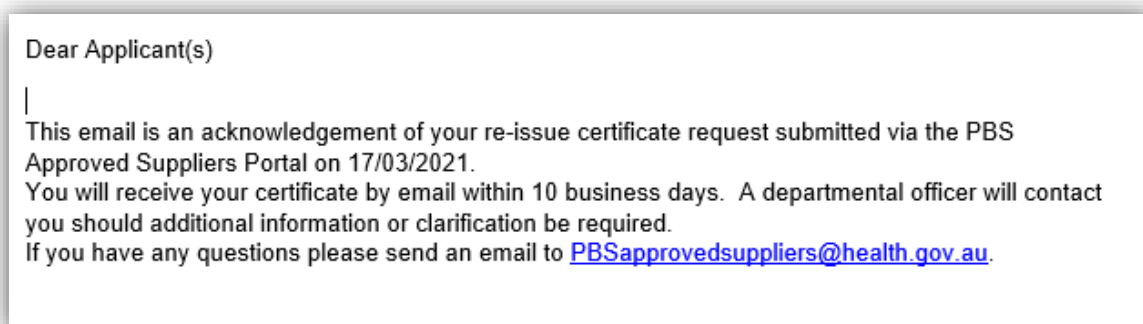 Dear Applicant(s)
This email is an acknowledgement of your re-issue certificate request submitted via the PBS
Approved Suppliers Portal on 17/03/2021.
You will receive your certificate by email within 10 business days.  A departmental officer will contact
you should additional information or clarification be required.
If you have any questions please send an email to PBSapprovedsuppliers@health.gov.au.